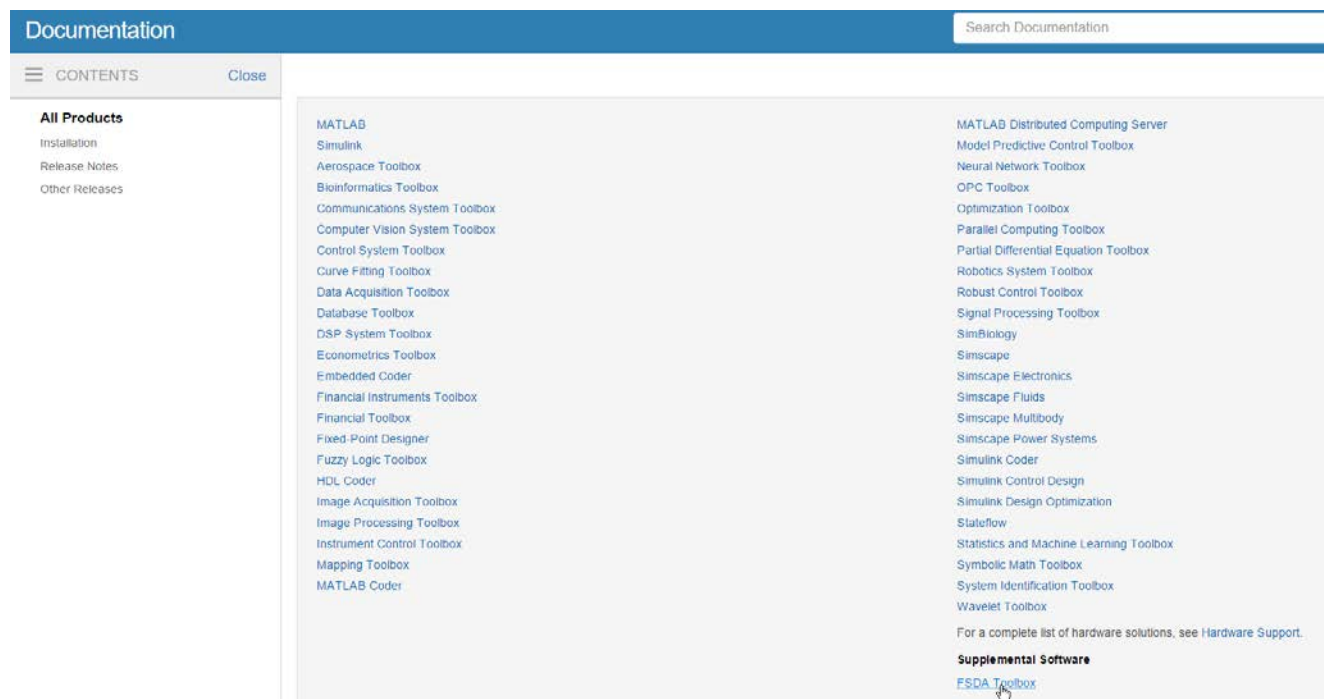 Documentation
Search Documentation
CONTENTS
Close
All Products
Installation
Release Notes
Other Releases
MATLAB
Simulink
Aerospace Toolbox
Bioinformatics Toolbox
Communications System Toolbox
Computer Vision System Toolbox
Control System Toolbox
Curve Fitting Toolbox
Data Acquisition Toolbox
Database Toolbox
DSP System Toolbox
Econometrics Toolbox
Embedded Coder
Financial Instruments Toolbox
Financial Toolbox
Fixed-Point Designer
Fuzzy Logic Toolbox
HDL Coder
Image Acquisition Toolbox
Image Processing Toolbox
Instrument Control Toolbox
Mapping Toolbox
MATLAB Coder
MATLAB Distributed Computing Server
Model Predictive Control Toolbox
Neural Network Toolbox
OPC Toolbox
Optimization Toolbox
Parallel Computing Toolbox
Partial Differential Equation Toolbox
Robotics System Toolbox
Robust Control Toolbox
Signal Processing Toolbox
SimBiology
Simscape
Simscape Electronics
Simscape Fluids
Simscape Multibody
Simscape Power Systems
Simulink Coder
Simulink Control Design
Simulink Design Optimization
Stateflow
Statistics and Machine Learning Toolbox
Symbolic Math Toolbox
System Identification Toolbox
Wavelet Toolbox
For a complete list of hardware solutions, see Hardware Support.
Supplemental Software
FSDA Toolbox